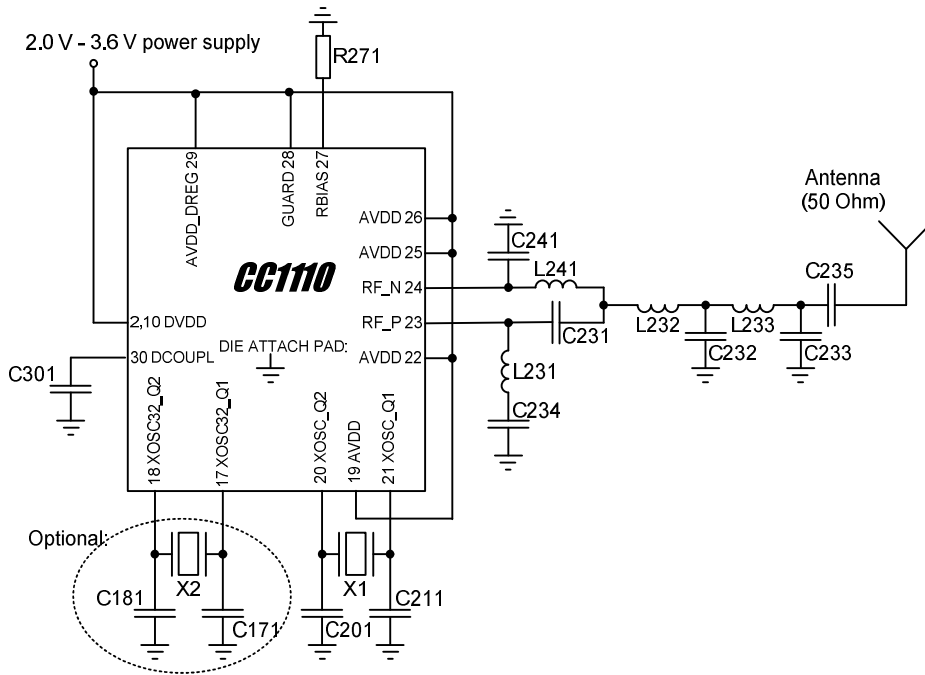 2.0 V - 3.6 V power supply
R271
AVDD_DREG 29
GUARD 28
RBIAS 27
Antenna
(50 Ohm)
AVDD 26
AVDD 25
RF_N 24
RF_P 23
AVDD 22
CC1110
C241
L241
C231
L231
C234
L232
C232
L233
C233
C235
2,10 DVDD
30 DCOUPL
DIE ATTACH PAD:
C301
18 XOSC32_Q2
17 XOSC32_Q1
20 XOSC_Q2
19 AVDD
21 XOSC_Q1
Optional:
X2
X1
C181
C171
C201
C211